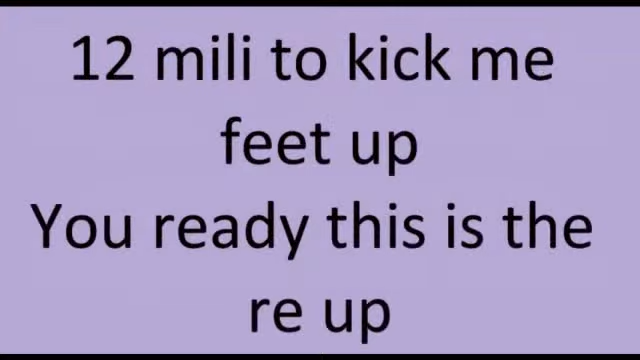 12 mili to kick me
feet up
You ready this is the
re up